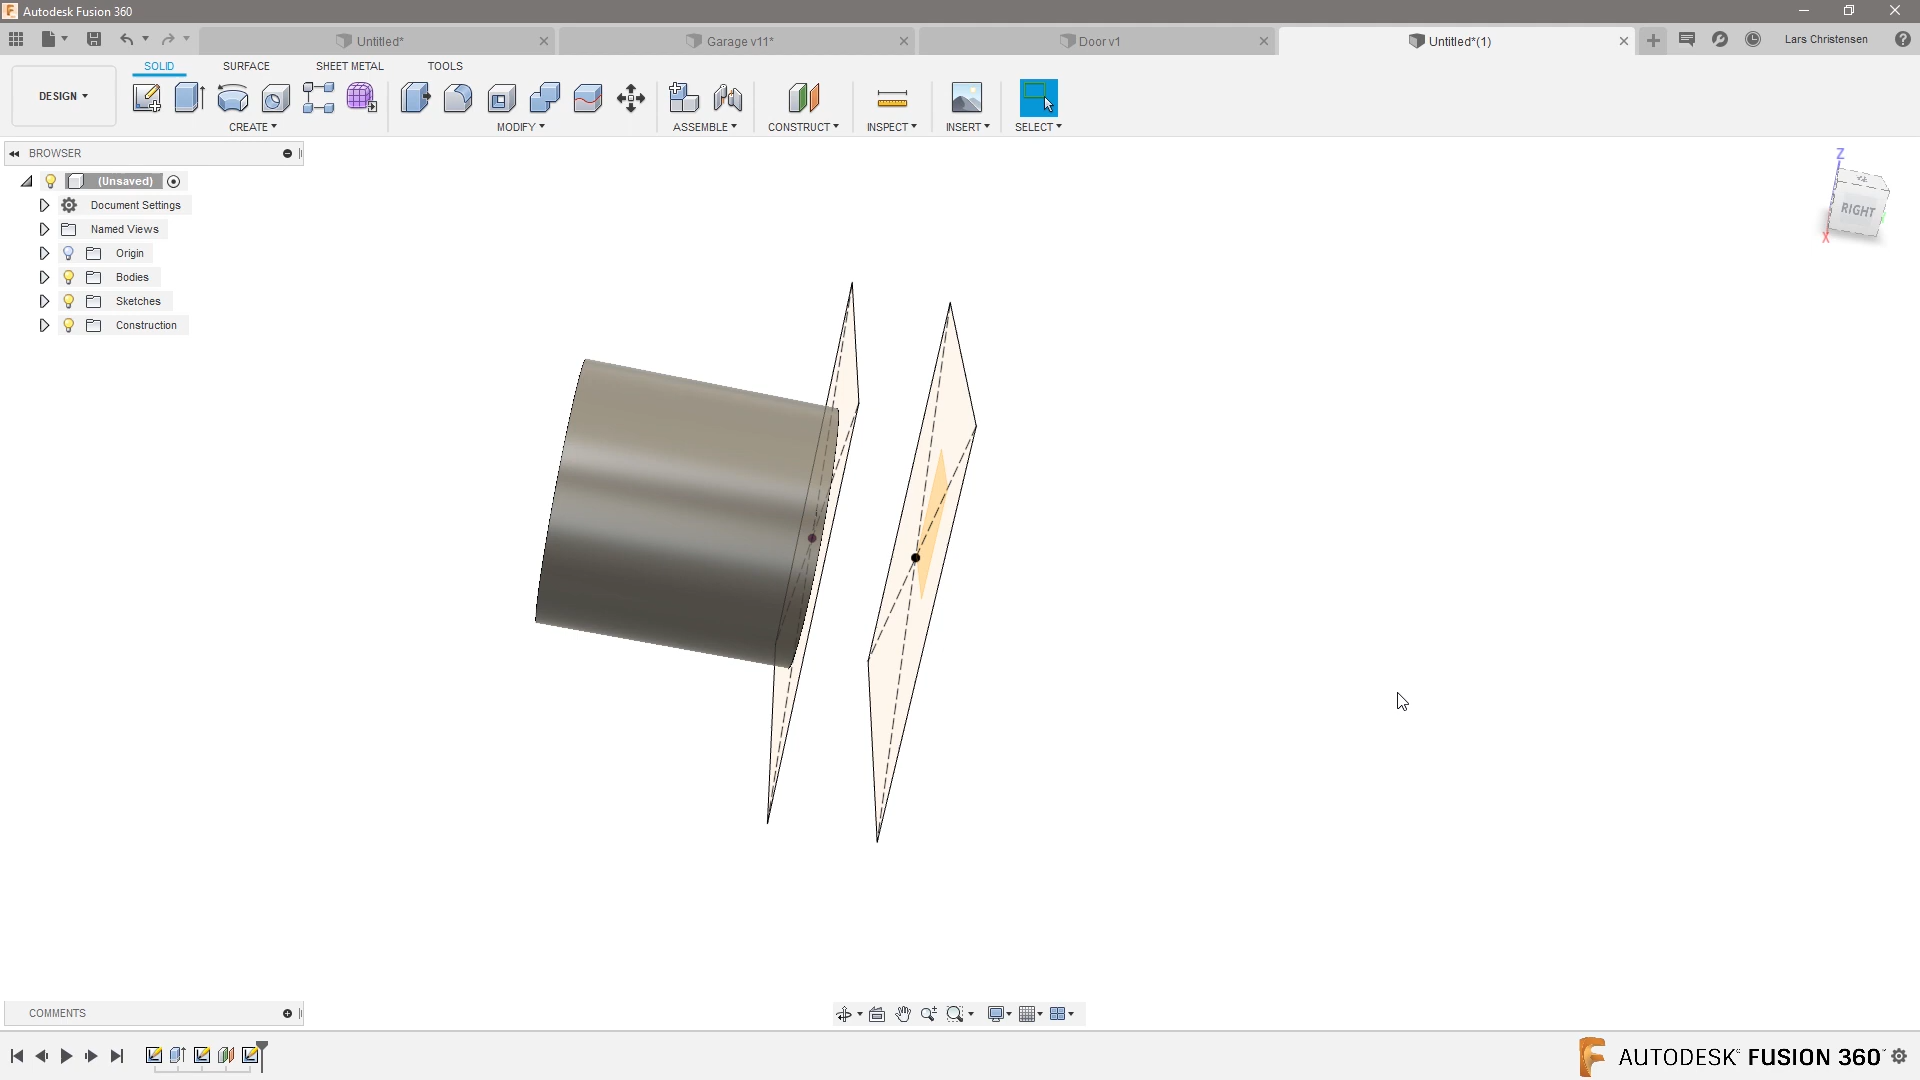 Autodesk Fusion 360
Untitled*
Garage v11*
Door v1
Untitled*(1)
Lars Christensen
SOLID
SURFACE
SHEET METAL
TOOLS
DESIGN
CREATE
MODIFY
ASSEMBLE
CONSTRUCT
INSPECT
INSERT
SELECT
BROWSER
(Unsaved)
Document Settings
Named Views
Origin
Bodies
Sketches
Construction
Z
RIGHT
X
COMMENTS
AUTODESK® FUSION 360™